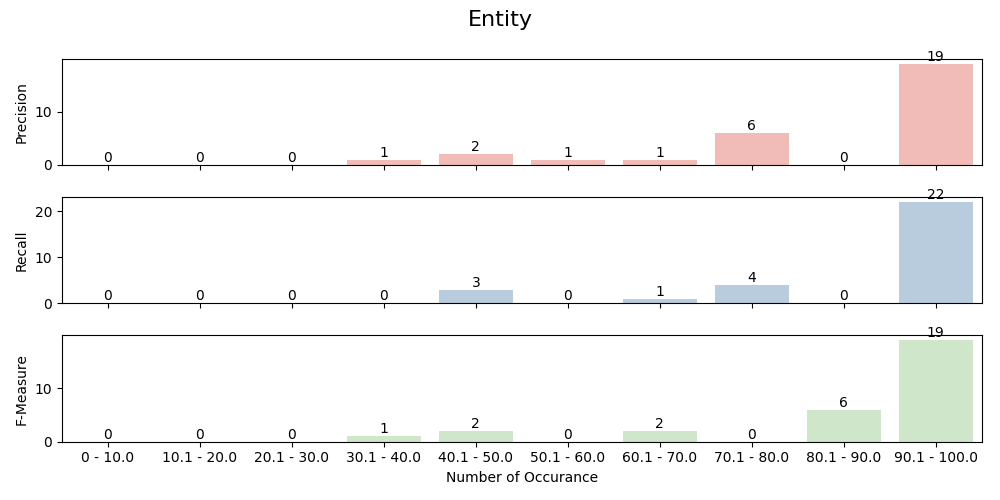 Entity
Precision
10
0
0 0 0 1 2 1 1 6 0 19
Recall
20
10
0
0 0 0 0 3 0 1 4 0 22
F-Measure
10
0
0 0 0 1 2 0 2 0 6 19
0 - 10.0 10.1 - 20.0 20.1 - 30.0 30.1 - 40.0 40.1 - 50.0 50.1 - 60.0 60.1 - 70.0 70.1 - 80.0 80.1 - 90.0 90.1 - 100.0
Number of Occurance